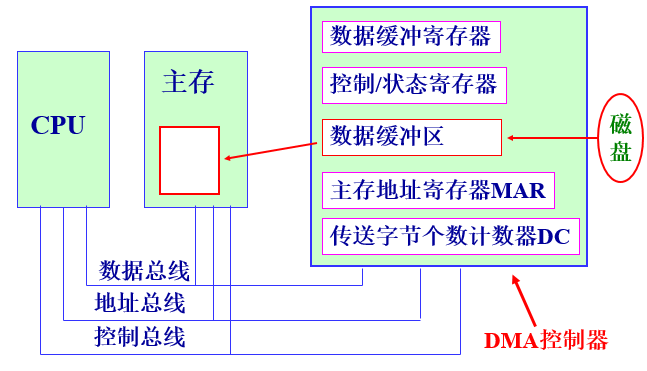 CPU
主存
数据缓冲寄存器
控制/状态寄存器
数据缓冲区
主存地址寄存器MAR
传送字节个数计数器DC
磁
盘
数据总线
地址总线
控制总线
DMA控制器